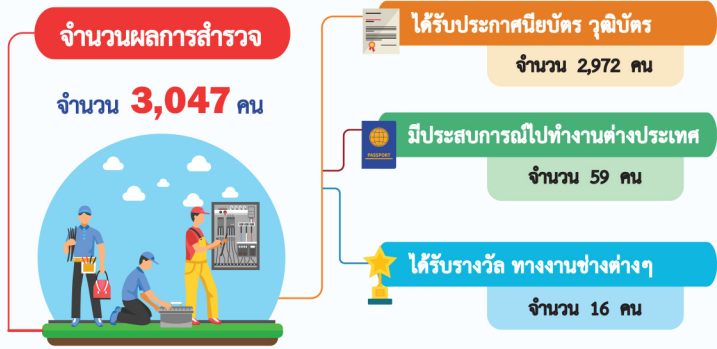 จำนวนผลการสำรวจ
จำนวน 3,047 คน
ได้รับประกาศนียบัตร วุฒิบัตร
จำนวน 2,972 คน
PASSPORT
มีประสบการณ์ไปทำงานต่างประเทศ
จำนวน 59 คน
ได้รับรางวัล ทางงานช่างต่างๆ
จำนวน 16 คน